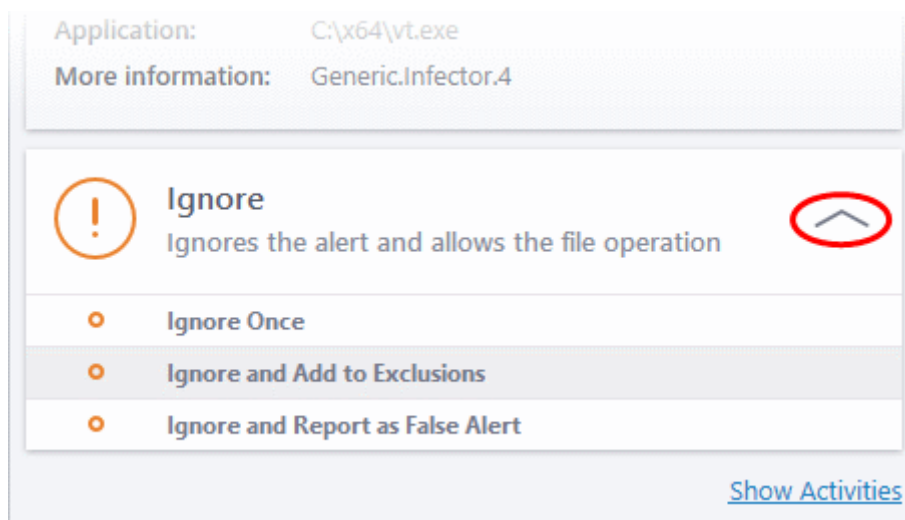 Application: C:\x64\vt.exe
More information: Generic.Infector.4
Ignore
Ignores the alert and allows the file operation
Ignore Once
Ignore and Add to Exclusions
Ignore and Report as False Alert
Show Activities